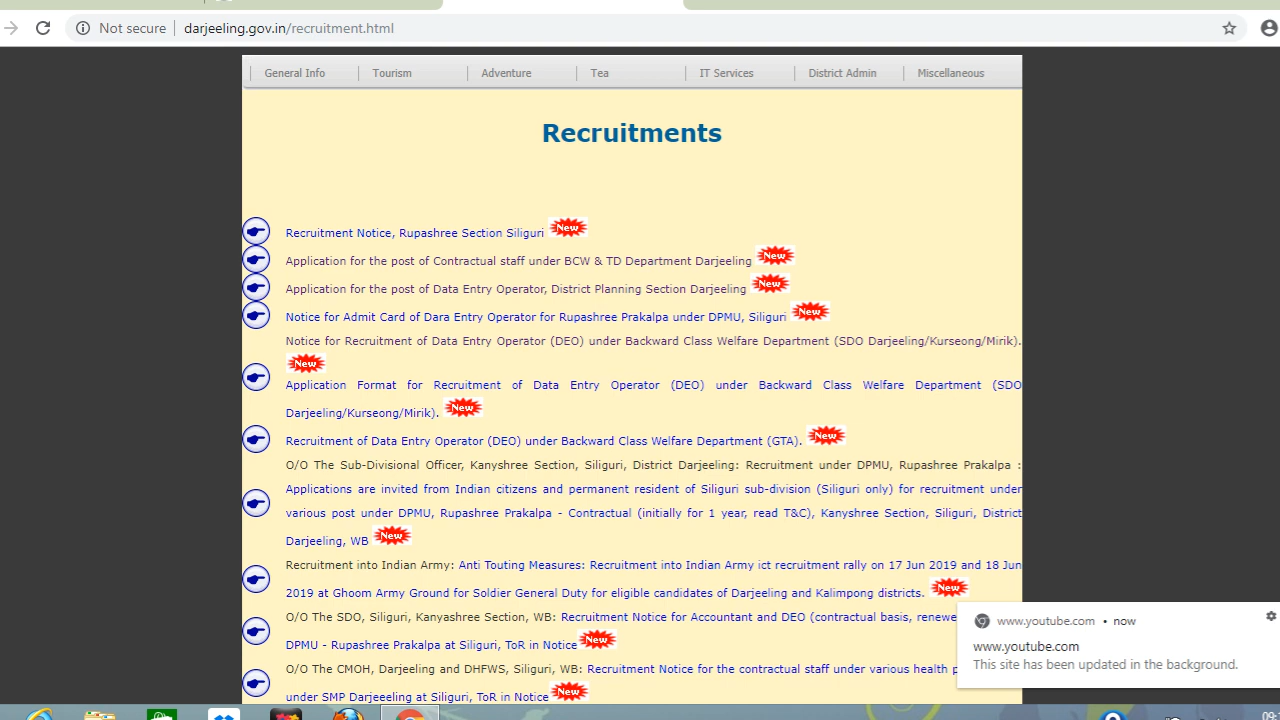 Not secure | darjeeling.gov.in/recruitment.html
General Info Tourism Adventure Tea IT Services District Admin Miscellaneous
Recruitments
Recruitment Notice, Rupashree Section Siliguri New
Application for the post of Contractual staff under BCW & TD Department Darjeeling New
Application for the post of Data Entry Operator, District Planning Section Darjeeling New
Notice for Admit Card of Dara Entry Operator for Rupashree Prakalpa under DPMU, Siliguri New
Notice for Recruitment of Data Entry Operator (DEO) under Backward Class Welfare Department (SDO Darjeeling/Kurseong/Mirik).
New
Application Format for Recruitment of Data Entry Operator (DEO) under Backward Class Welfare Department (SDO
Darjeeling/Kurseong/Mirik). New
Recruitment of Data Entry Operator (DEO) under Backward Class Welfare Department (GTA). New
O/O The Sub-Divisional Officer, Kanyshree Section, Siliguri, District Darjeeling: Recruitment under DPMU, Rupashree Prakalpa :
Applications are invited from Indian citizens and permanent resident of Siliguri sub-division (Siliguri only) for recruitment under
various post under DPMU, Rupashree Prakalpa - Contractual (initially for 1 year, read T&C), Kanyshree Section, Siliguri, District
Darjeeling, WB New
Recruitment into Indian Army: Anti Touting Measures: Recruitment into Indian Army ict recruitment rally on 17 Jun 2019 and 18 Jun
2019 at Ghoom Army Ground for Soldier General Duty for eligible candidates of Darjeeling and Kalimpong districts. New
O/O The SDO, Siliguri, Kanyashree Section, WB: Recruitment Notice for Accountant and DEO (contractual basis,
DPMU - Rupashree Prakalpa at Siliguri, ToR in Notice New
O/O The CMOH, Darjeeling and DHFWS, Siliguri, WB: Recruitment Notice for the contractual staff under various health
under SMP Darjeeeling at Siliguri, ToR in Notice New
www.youtube.com • now
www.youtube.com
This site has been updated in the background.